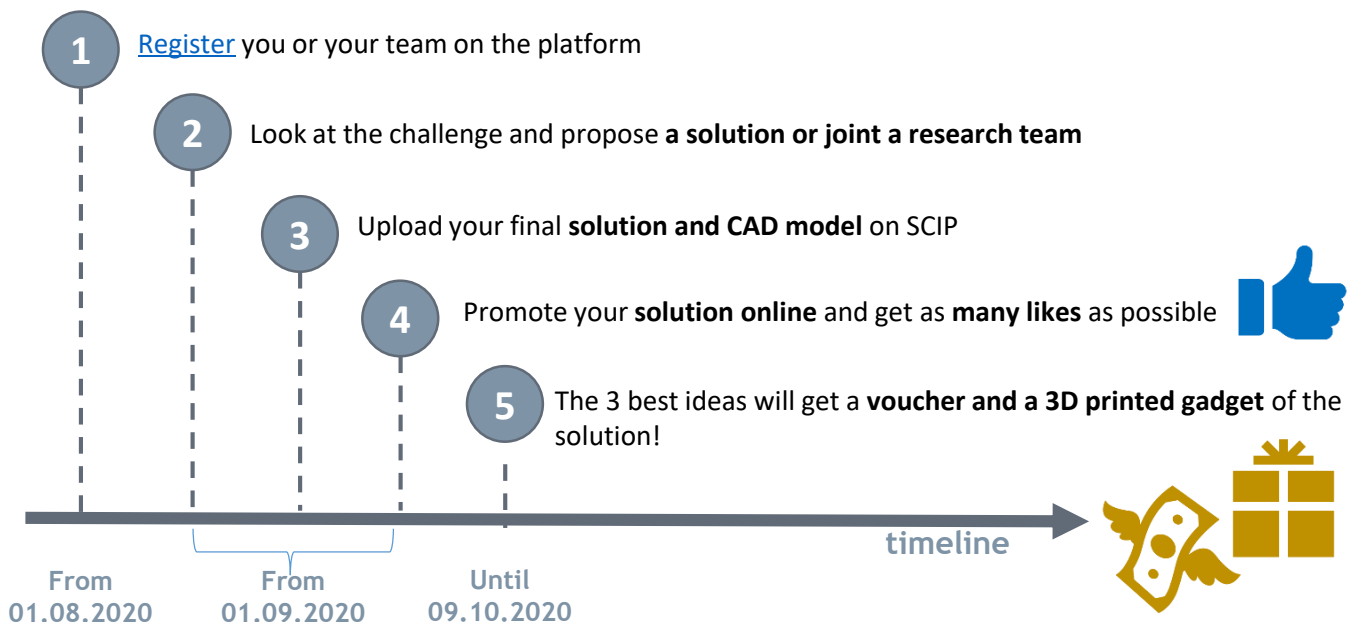 1
Register you or your team on the platform
2
Look at the challenge and propose a solution or joint a research team
3
Upload your final solution and CAD model on SCIP
4
Promote your solution online and get as many likes as possible
5
The 3 best ideas will get a voucher and a 3D printed gadget of the
solution!
timeline
From
01.08.2020
From
01.09.2020
Until
09.10.2020